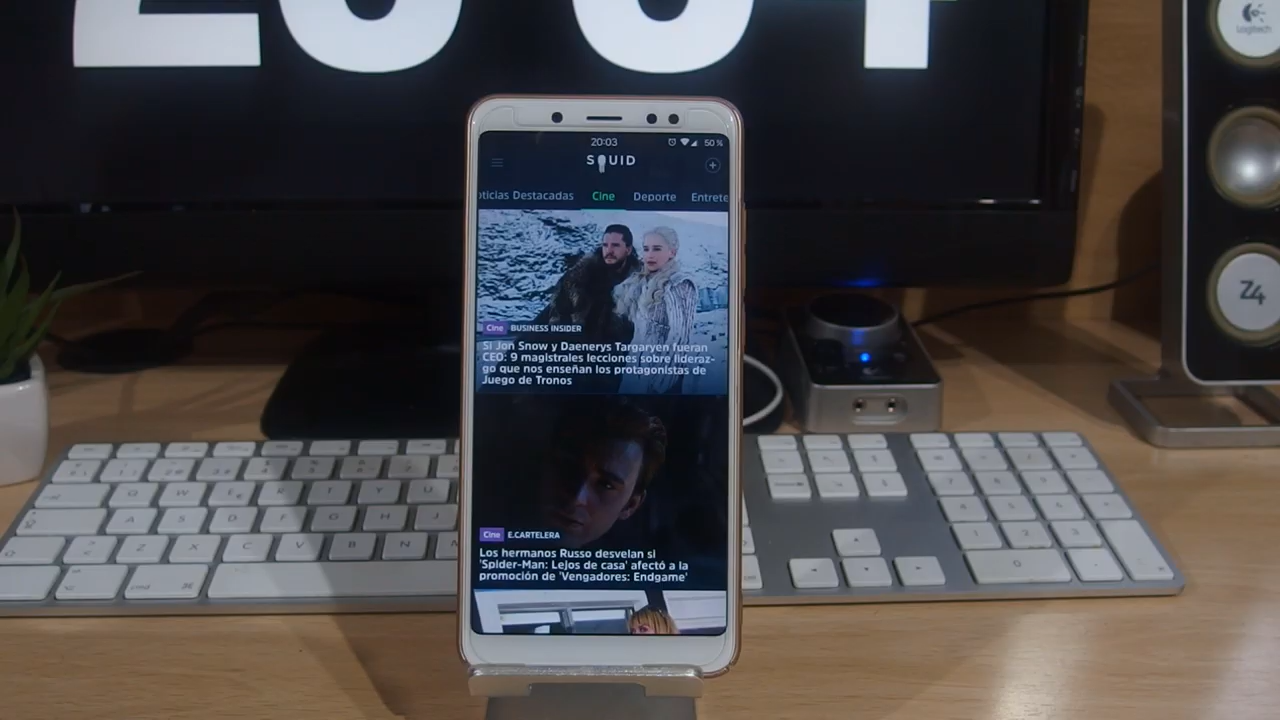 Logitech
20:03
50 %
SQUID
oticias Destacadas Cine Deporte Entrete
Cine BUSINESS INSIDER
Si Jon Snow y Daenerys Targaryen fueran
CEO: 9 magistrales lecciones sobre lideraz-
go que nos enseñan los protagonistas de
Juego de Tronos
Z4
Cine E.CARTELERA
Los hermanos Russo desvelan si
'Spider-Man: Lejos de casa' afectó a la
promoción de 'Vengadores: Endgame'
Q W E R T Y U
A S D F G H J
Z X C V B N